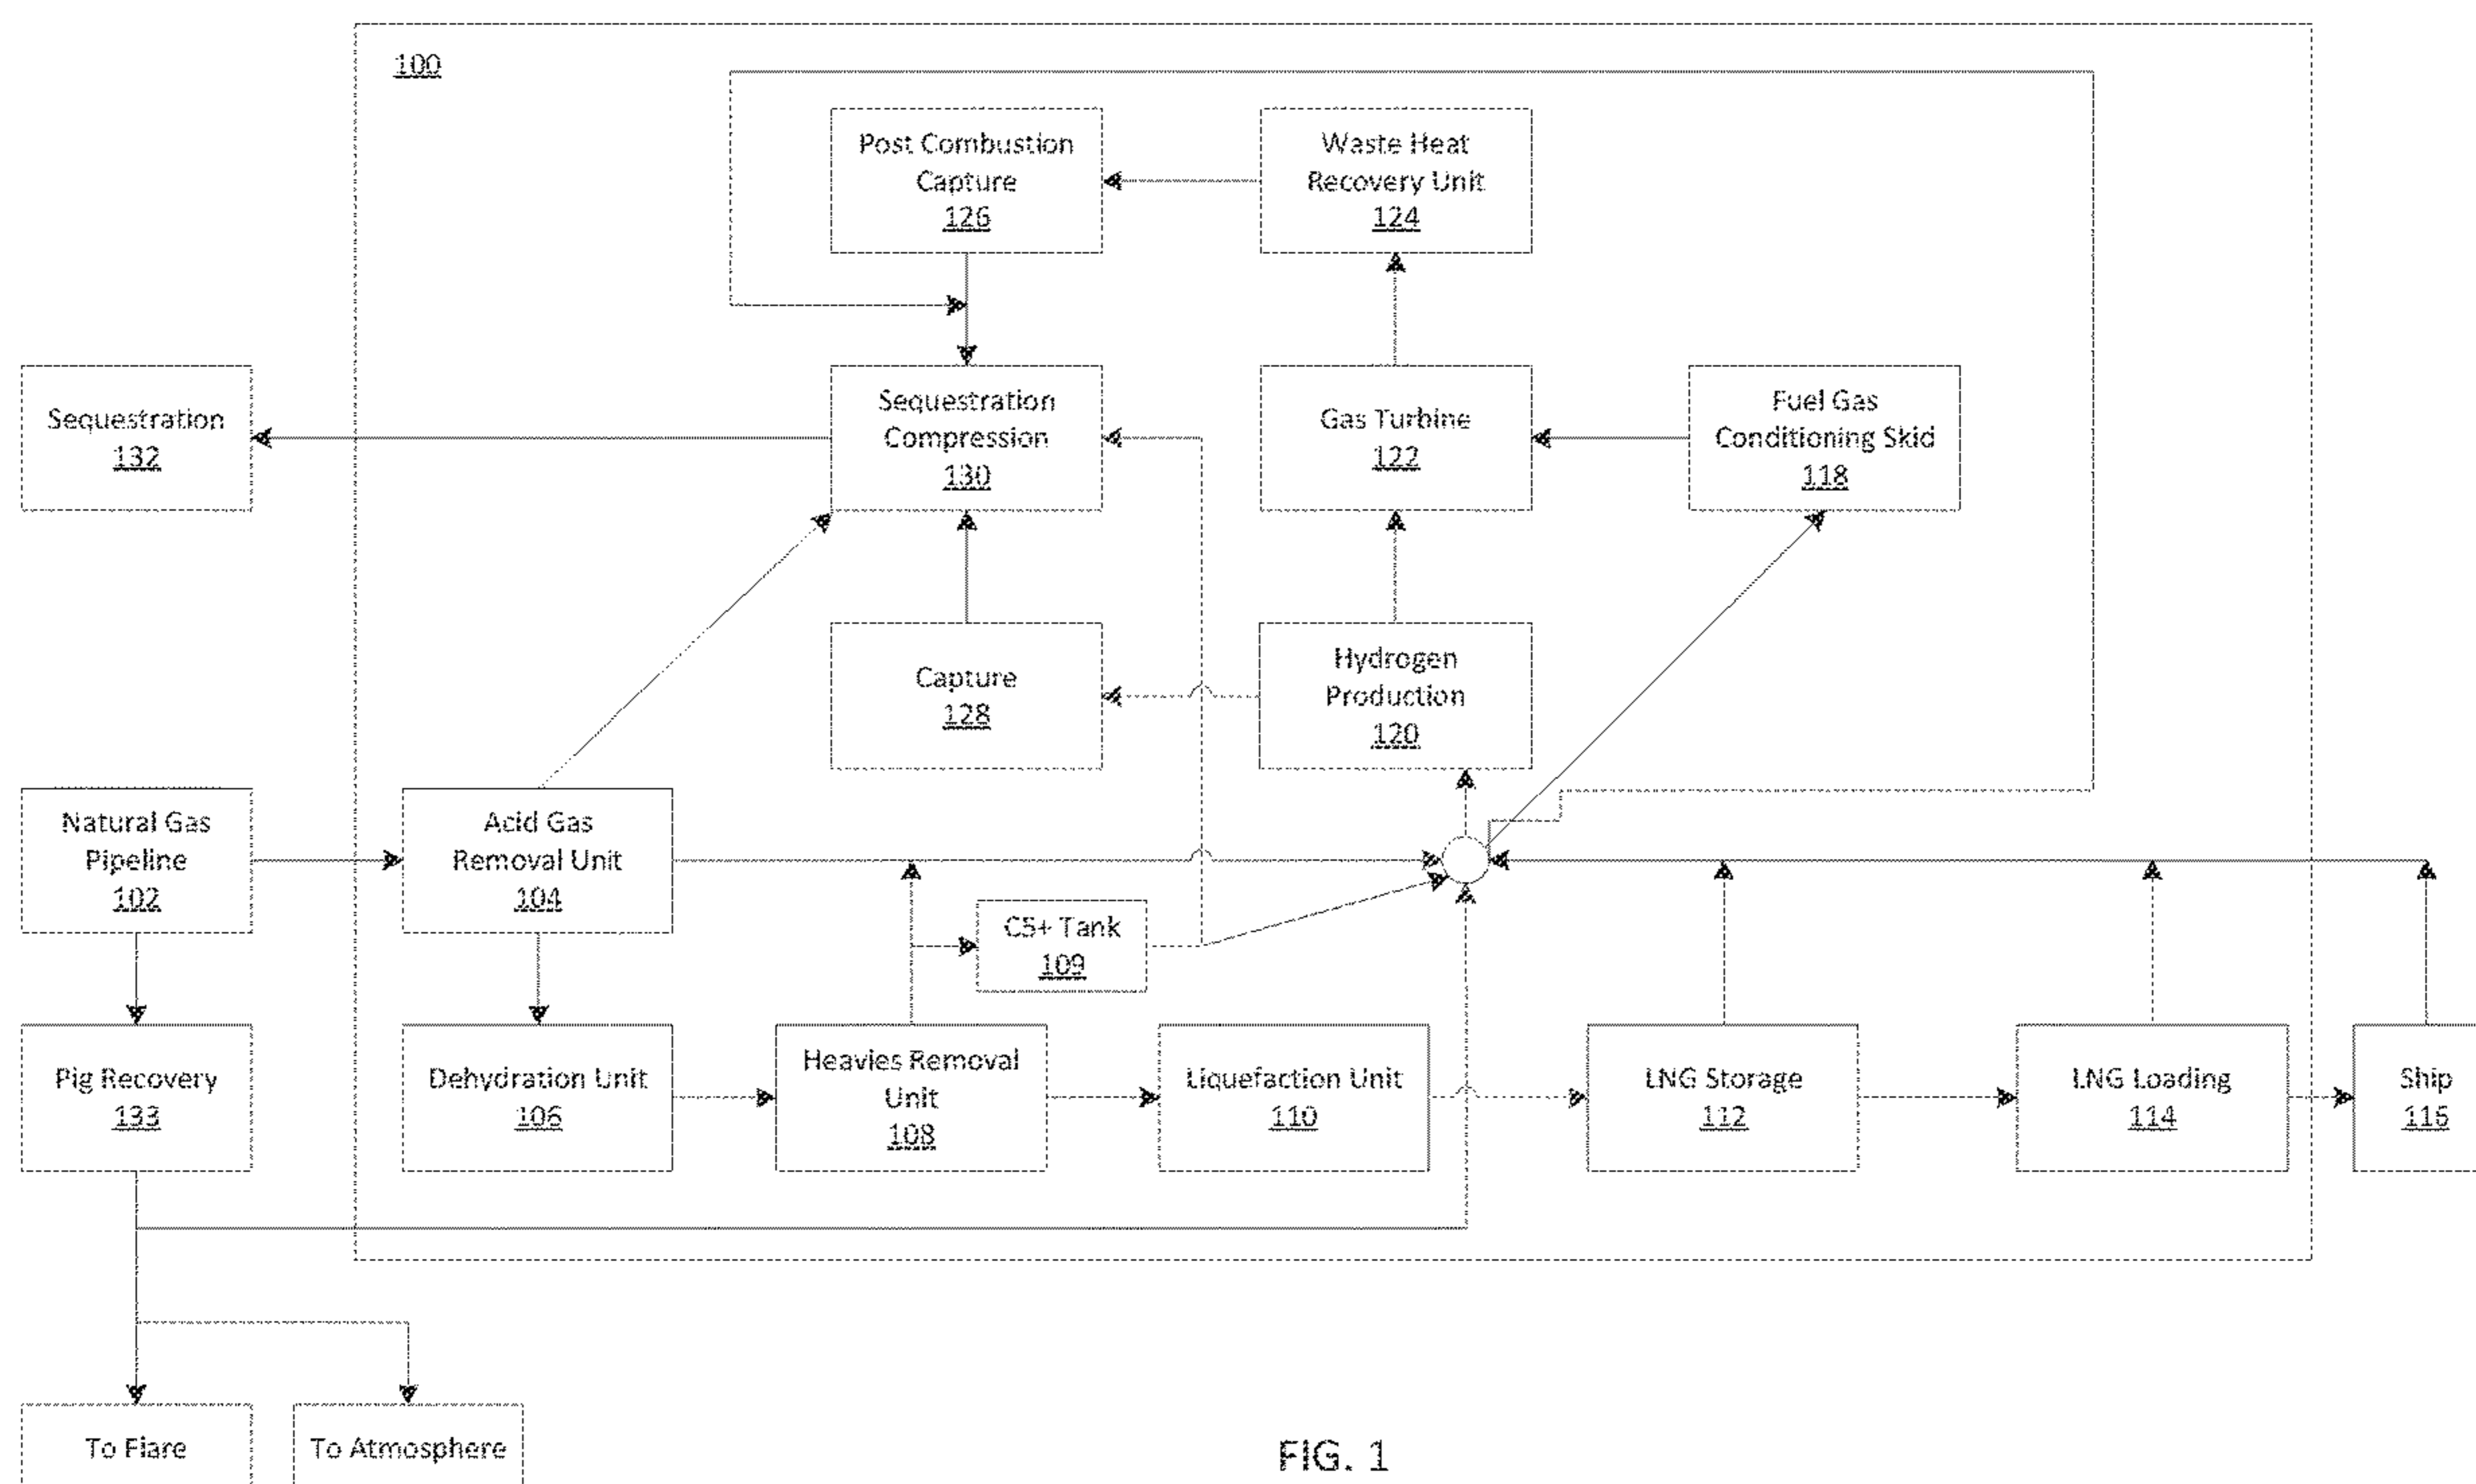 100
Post Combustion
Capture
126
Waste Heat
Recovery Unit
124
Sequestration
132
Sequestration
Compression
130
Gas Turbine
122
Fuel Gas
Conditioning Skid
118
Capture
128
Hydrogen
Production
120
Natural Gas
Pipeline
102
Acid Gas
Removal Unit
104
C5+ Tank
109
Pig Recovery
133
Dehydration Unit
106
Heavies Removal
Unit
108
Liquefaction Unit
110
LNG Storage
112
LNG Loading
114
Ship
116
To Flare
To Atmosphere
FIG. 1